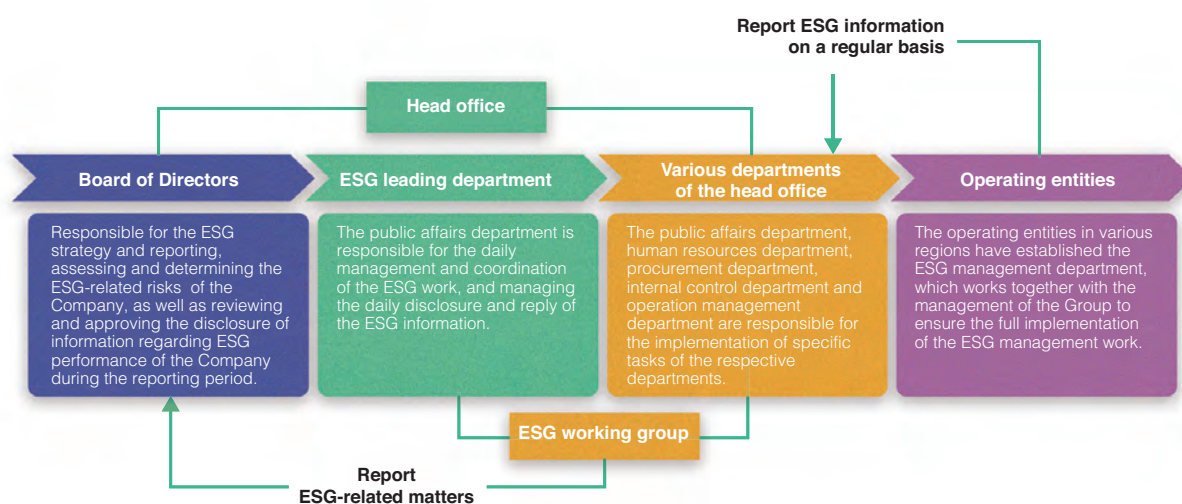 Report ESG information
on a regular basis
Head office
Board of Directors
ESG leading department
Various departments
of the head office
Operating entities
Responsible for the ESG
strategy and reporting,
assessing and determining the
ESG-related risks of the
Company, as well as reviewing
and approving the disclosure of
information regarding ESG
performance of the Company
during the reporting period.
The public affairs department is
responsible for the daily
management and coordination
of the ESG work, and managing
the daily disclosure and reply of
the ESG information.
The public affairs department,
human resources department,
procurement department,
internal control department and
operation management
department are responsible for
the implementation of specific
tasks of the respective
departments.
The operating entities in various
regions have established the
ESG management department,
which works together with the
management of the Group to
ensure the full implementation
of the ESG management work.
ESG working group
Report
ESG-related matters